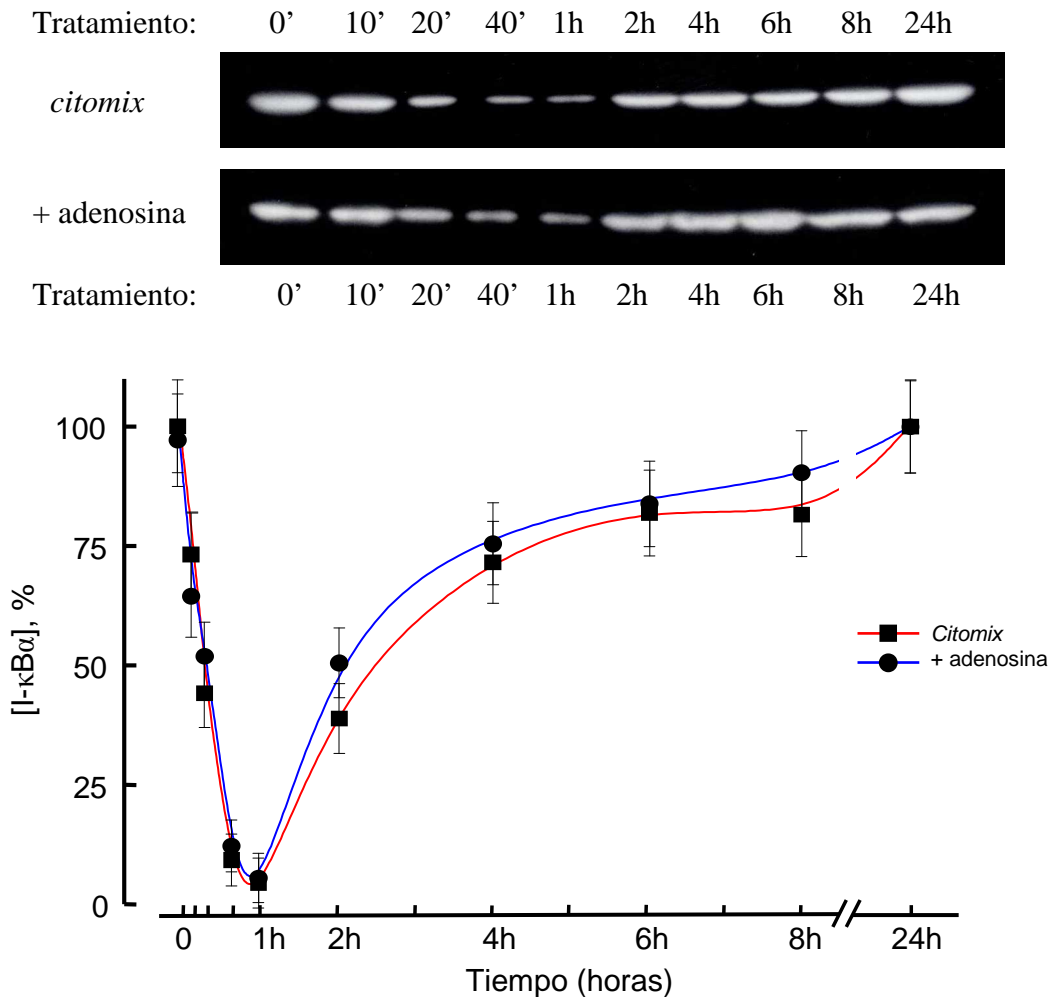 Tratamiento: 0' 10' 20' 40' 1h 2h 4h 6h 8h 24h
citomix
+ adenosina
Tratamiento: 0' 10' 20' 40' 1h 2h 4h 6h 8h 24h
100
75
50
25
0
[I-κBα], %
Citomix
+ adenosina
0 1h 2h 4h 6h 8h 24h
Tiempo (horas)